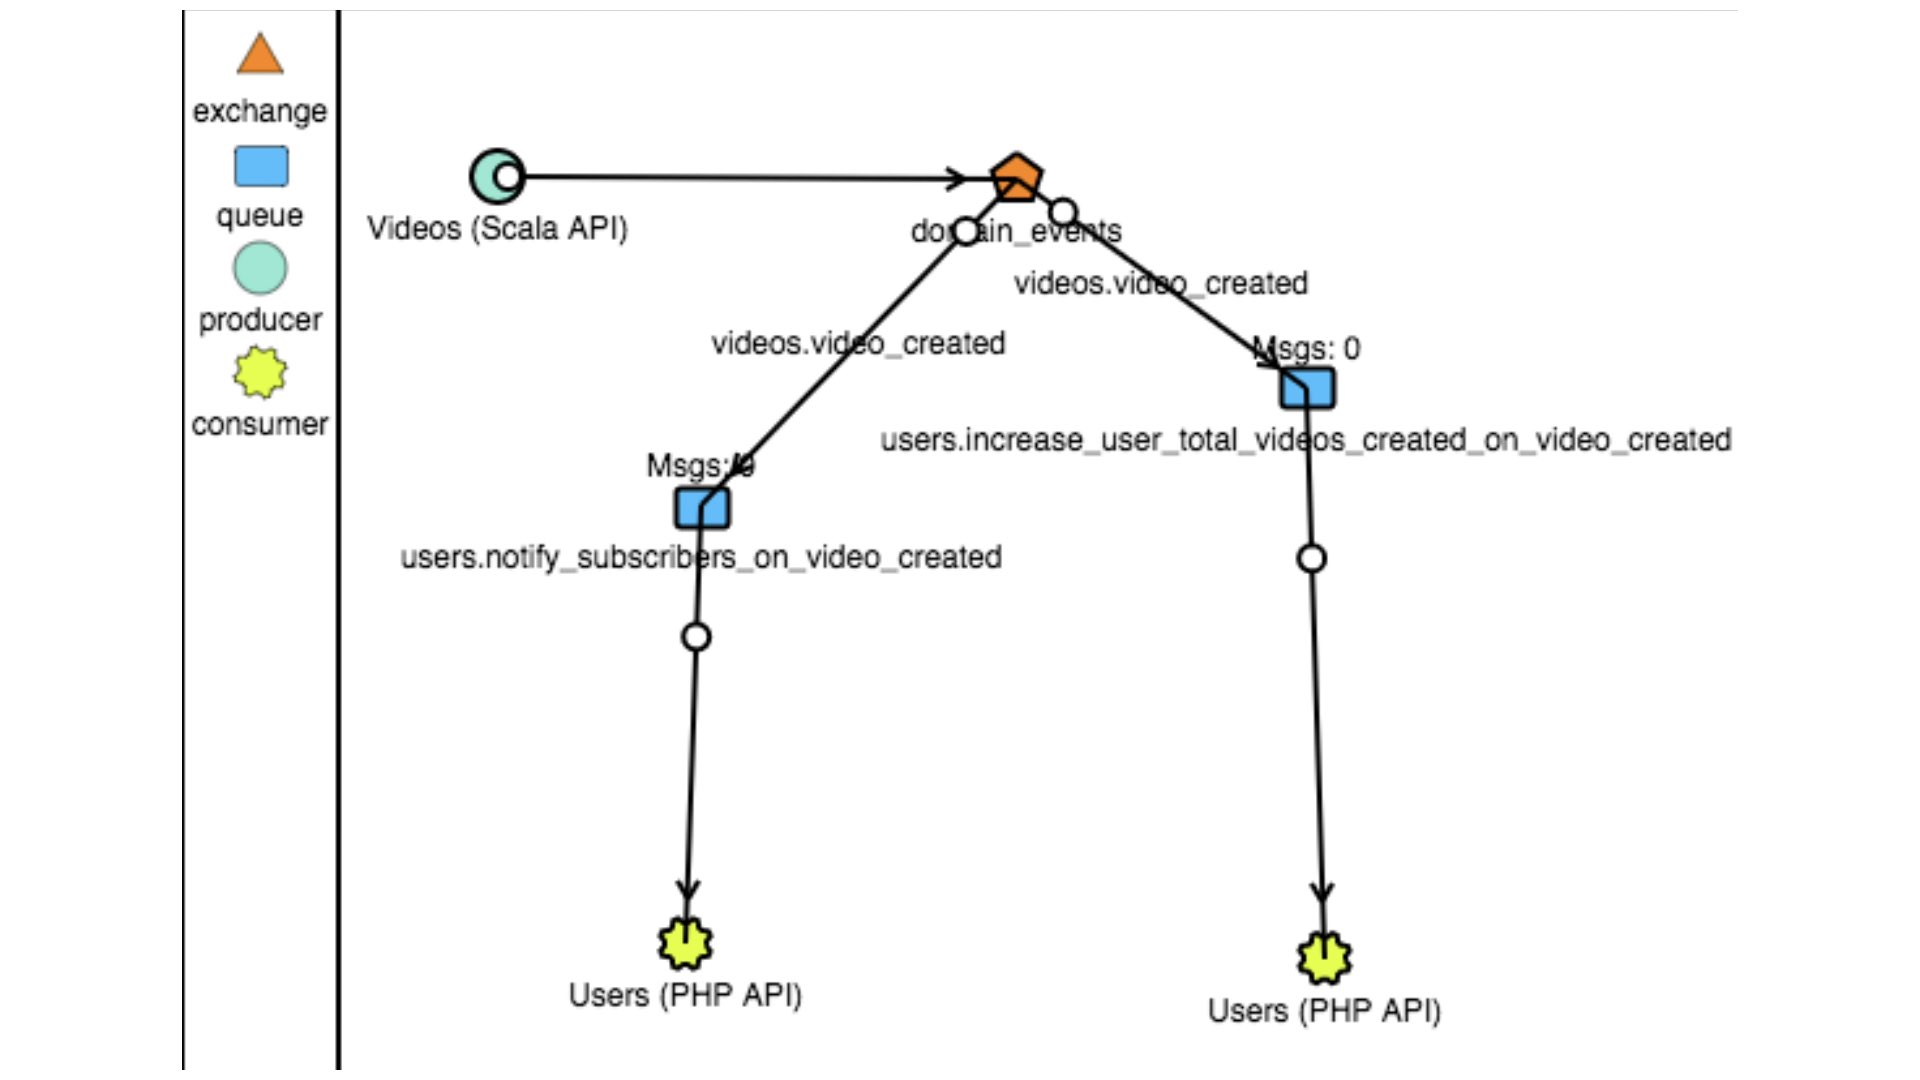 exchange
queue
producer
consumer
Videos (Scala API)
domain_events
videos.video_created
videos.video_created
Msgs: 0
users.increase_user_total_videos_created_on_video_created
Msgs: 0
users.notify_subscribers_on_video_created
Users (PHP API)
Users (PHP API)